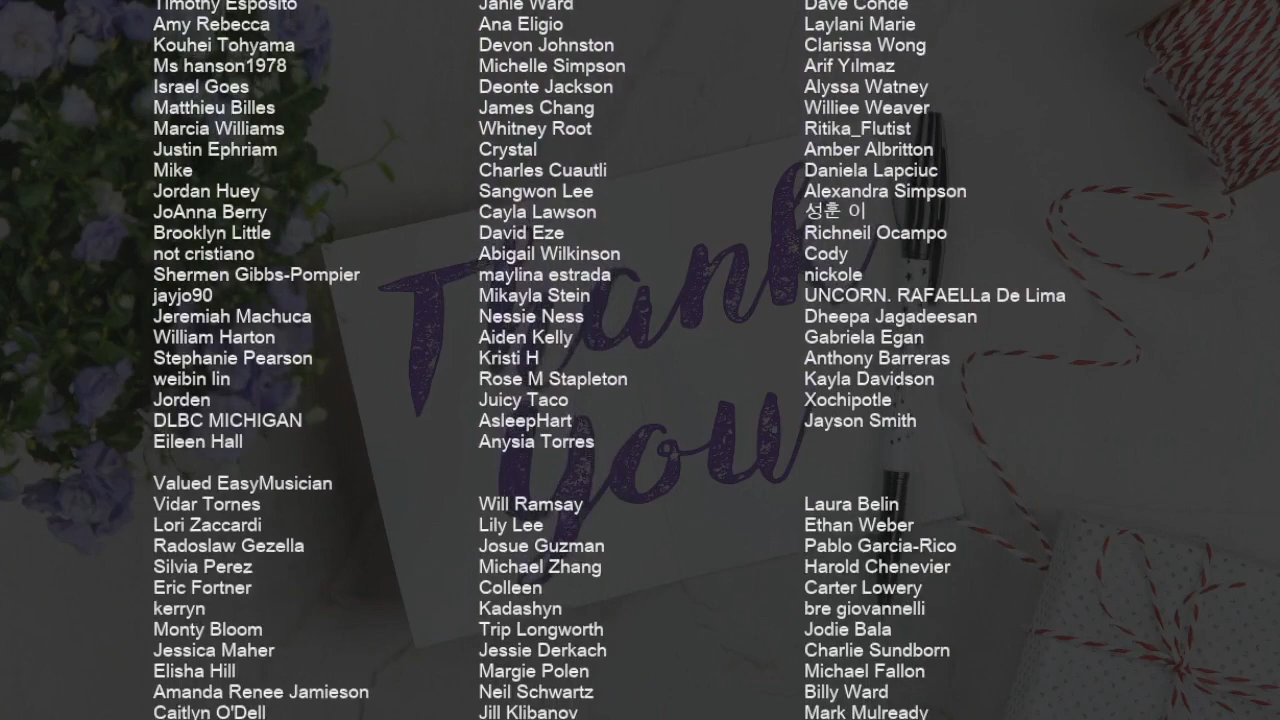 Timothy Esposito Janie Ward Dave Conde
Amy Rebecca Ana Eligio Laylani Marie
Kouhei Tohyama Devon Johnston Clarissa Wong
Ms hanson1978 Michelle Simpson Arif Yılmaz
Israel Goes Deonte Jackson Alyssa Watney
Matthieu Billes James Chang Williee Weaver
Marcia Williams Whitney Root Ritika_Flutist
Justin Ephriam Crystal Amber Albritton
Mike Charles Cuautli Daniela Lapciuc
Jordan Huey Sangwon Lee Alexandra Simpson
JoAnna Berry Cayla Lawson 성훈 이
Brooklyn Little David Eze Richneil Ocampo
not cristiano Abigail Wilkinson Cody
Shermen Gibbs-Pompier maylina estrada nickole
jayjo90 Mikayla Stein UNCORN. RAFAELLa De Lima
Jeremiah Machuca Nessie Ness Dheepa Jagadeesan
William Harton Aiden Kelly Gabriela Egan
Stephanie Pearson Kristi H Anthony Barreras
weibin lin Rose M Stapleton Kayla Davidson
Jorden Juicy Taco Xochipotle
DLBC MICHIGAN AsleepHart Jayson Smith
Eileen Hall Anysia Torres
Valued EasyMusician
Vidar Tornes Will Ramsay Laura Belin
Lori Zaccardi Lily Lee Ethan Weber
Radoslaw Gezella Josue Guzman Pablo Garcia-Rico
Silvia Perez Michael Zhang Harold Chenevier
Eric Fortner Colleen Carter Lowery
kerryn Kadashyn bre giovannelli
Monty Bloom Trip Longworth Jodie Bala
Jessica Maher Jessie Derkach Charlie Sundborn
Elisha Hill Margie Polen Michael Fallon
Amanda Renee Jamieson Neil Schwartz Billy Ward
Caitlyn O'Dell Jill Klibanov Mark Mulready
Thank
you